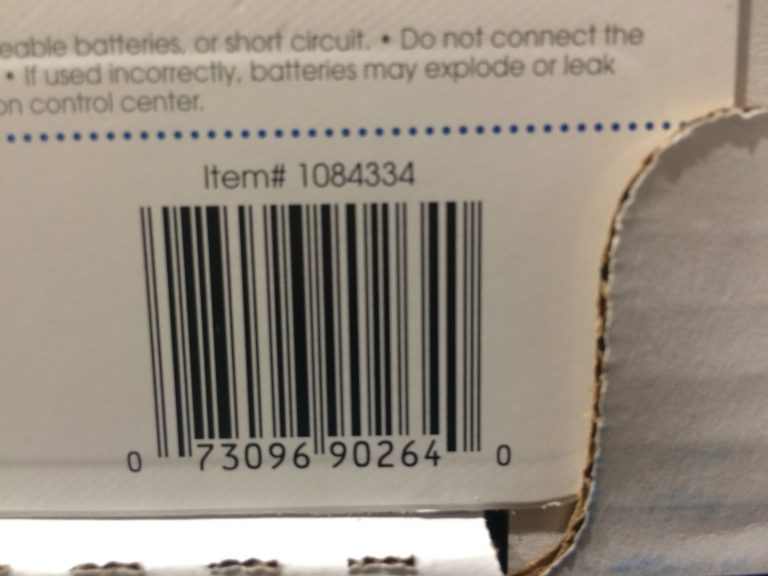 eable batteries, or short circuit. • Do not connect the
• If used incorrectly, batteries may explode or leak
on control center.
Item# 1084334
0 73096 90264 0